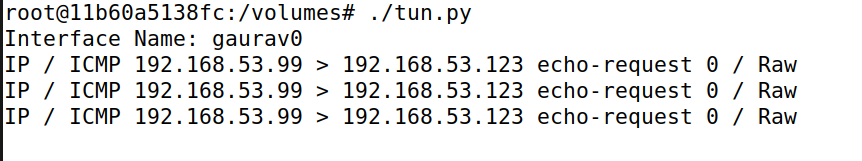 root@11b60a5138fc:/volumes# ./tun.py
Interface Name: gaurav0
IP / ICMP 192.168.53.99 > 192.168.53.123 echo-request 0 / Raw
IP / ICMP 192.168.53.99 > 192.168.53.123 echo-request 0 / Raw
IP / ICMP 192.168.53.99 > 192.168.53.123 echo-request 0 / Raw